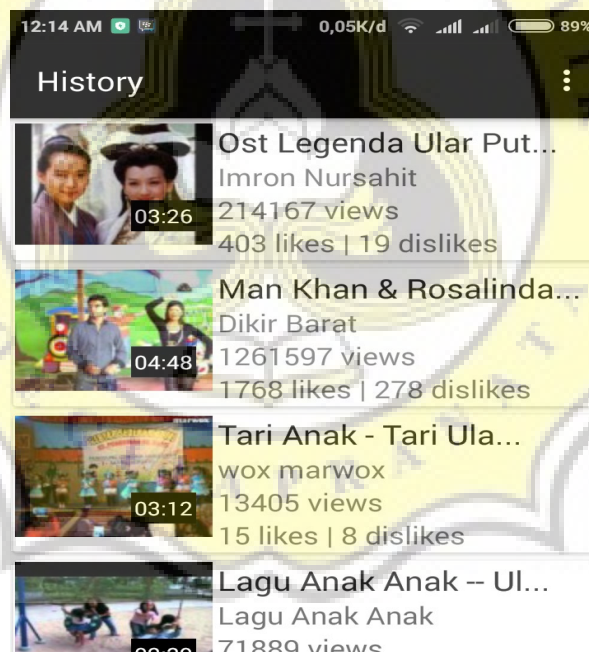 12:14 AM 0,05K/d 89%
History
Ost Legenda Ular Put...
Imron Nursahit
03:26
214167 views
403 likes | 19 dislikes
Man Khan & Rosalinda...
Dikir Barat
04:48
1261597 views
1768 likes | 278 dislikes
Tari Anak - Tari Ula...
wox marwox
03:12
13405 views
15 likes | 8 dislikes
Lagu Anak Anak -- Ul...
Lagu Anak Anak
71889 views